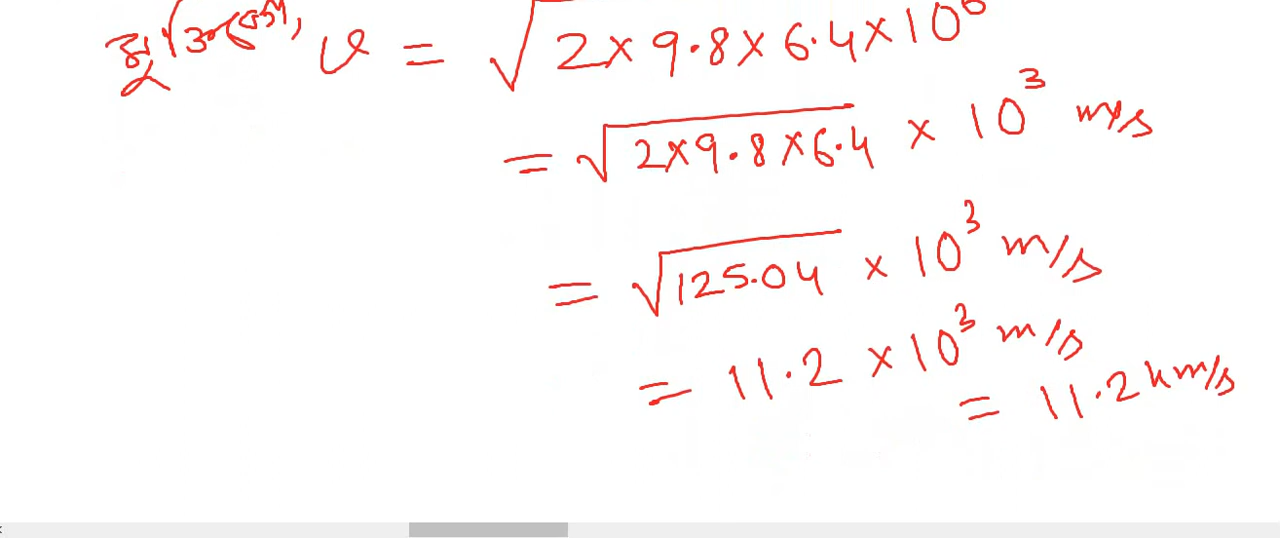 v = √2×9.8×6.4×10⁶
= √2×9.8×6.4 × 10³ m/s
= √125.04 × 10³ m/s
= 11.2 × 10³ m/s
= 11.2 km/s